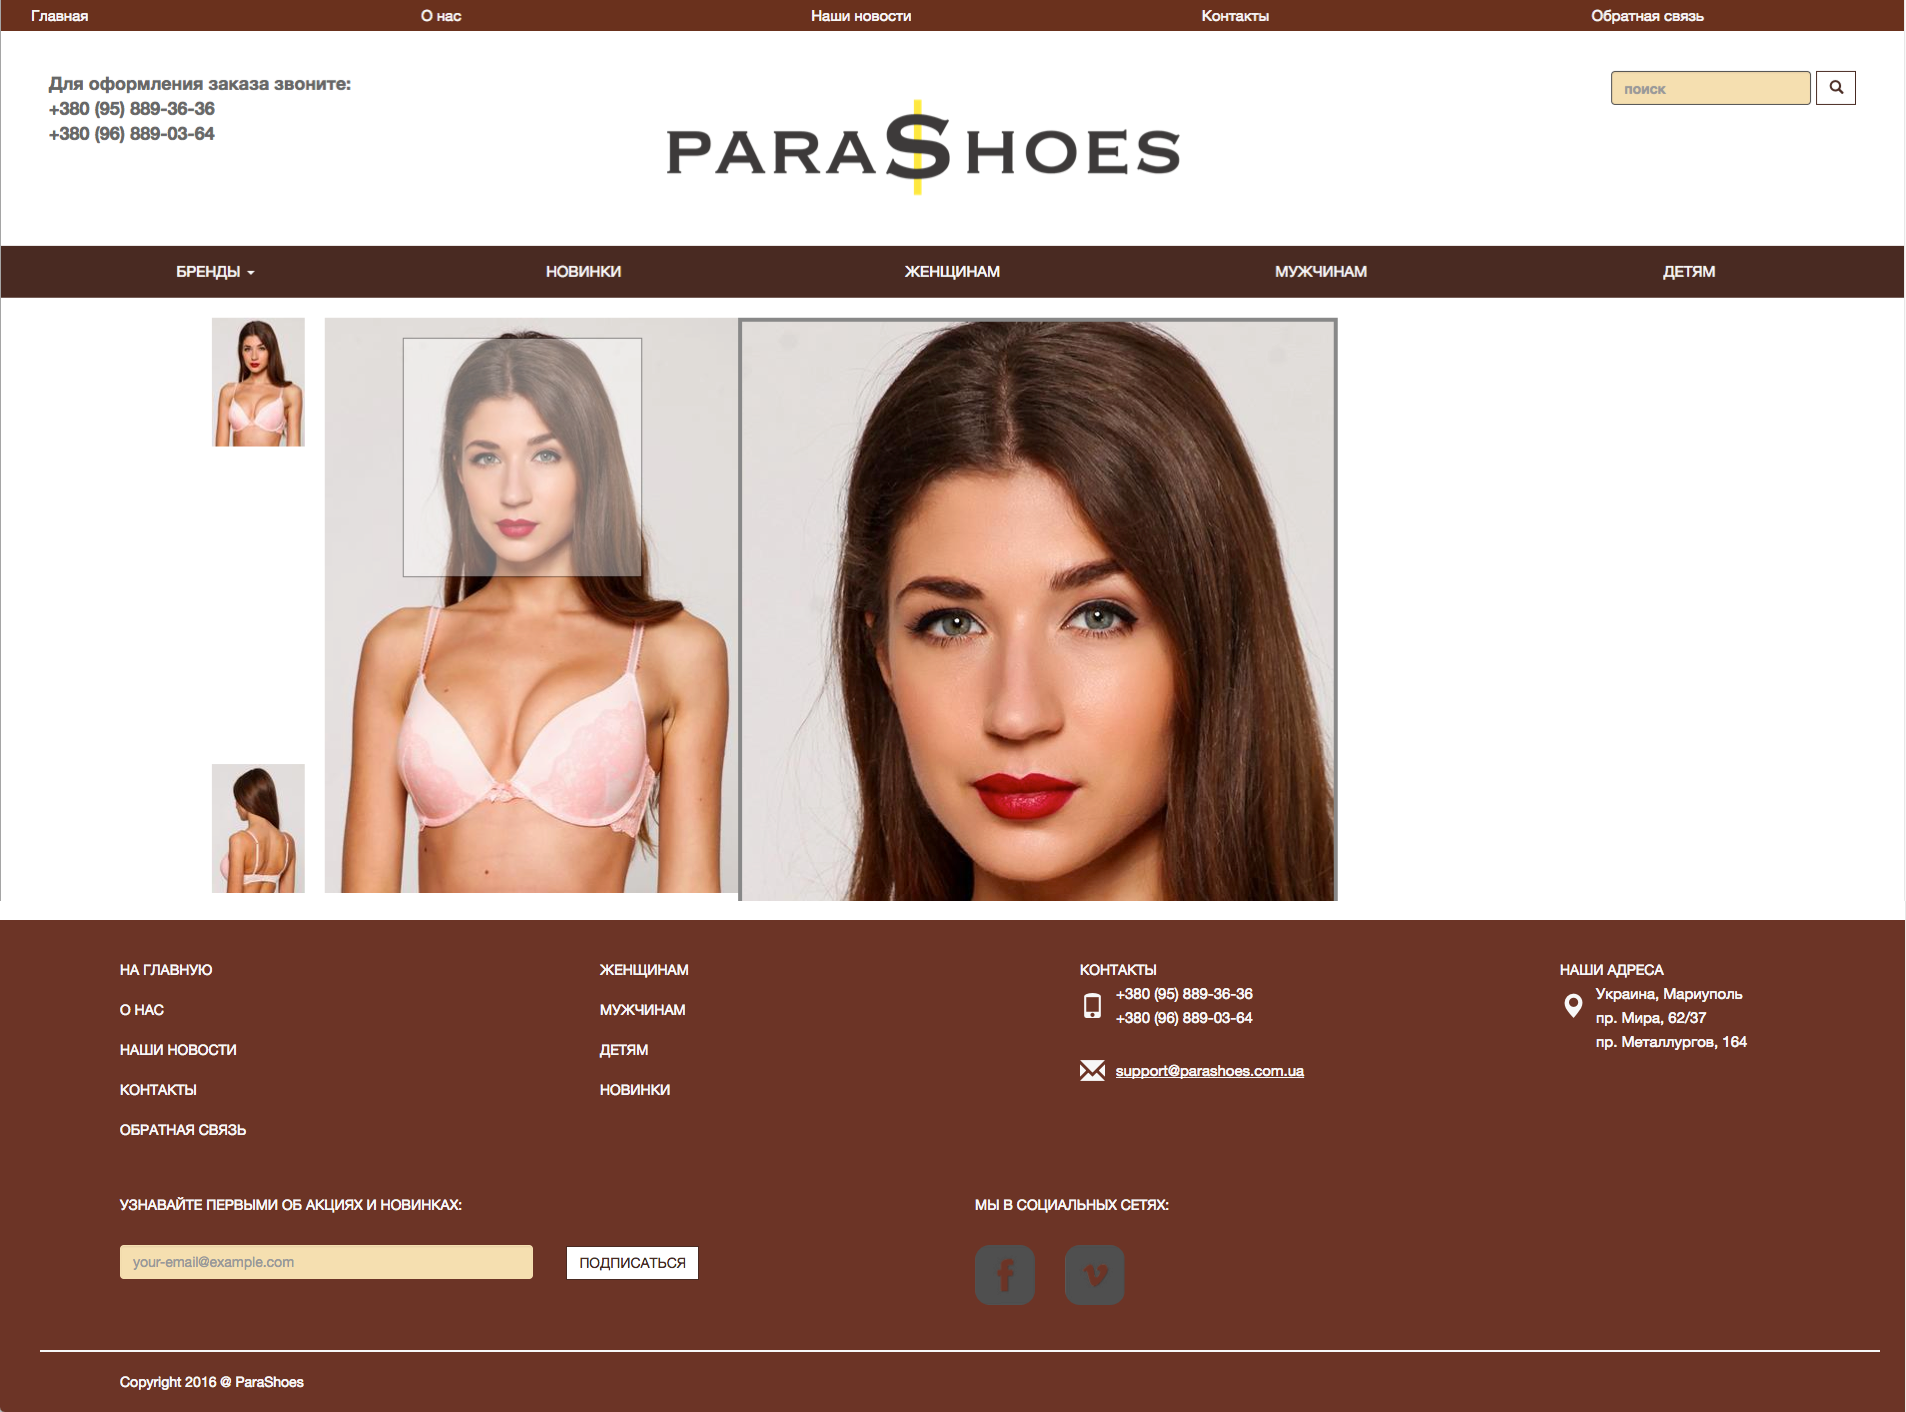 Главная
О нас
Наши новости
Контакты
Обратная связь
Для оформления заказа звоните:
+380 (95) 889-36-36
+380 (96) 889-03-64
PARA$HOES
поиск
БРЕНДЫ
НОВИНКИ
ЖЕНЩИНАМ
МУЖЧИНАМ
ДЕТЯМ
НА ГЛАВНУЮ
О НАС
НАШИ НОВОСТИ
КОНТАКТЫ
ОБРАТНАЯ СВЯЗЬ
ЖЕНЩИНАМ
МУЖЧИНАМ
ДЕТЯМ
НОВИНКИ
КОНТАКТЫ
+380 (95) 889-36-36
+380 (96) 889-03-64
support@parashoes.com.ua
НАШИ АДРЕСА
Украина, Мариуполь
пр. Мира, 62/37
пр. Металлургов, 164
УЗНАВАЙТЕ ПЕРВЫМИ ОБ АКЦИЯХ И НОВИНКАХ:
your-email@example.com
ПОДПИСАТЬСЯ
МЫ В СОЦИАЛЬНЫХ СЕТЯХ:
Copyright 2016 @ ParaShoes